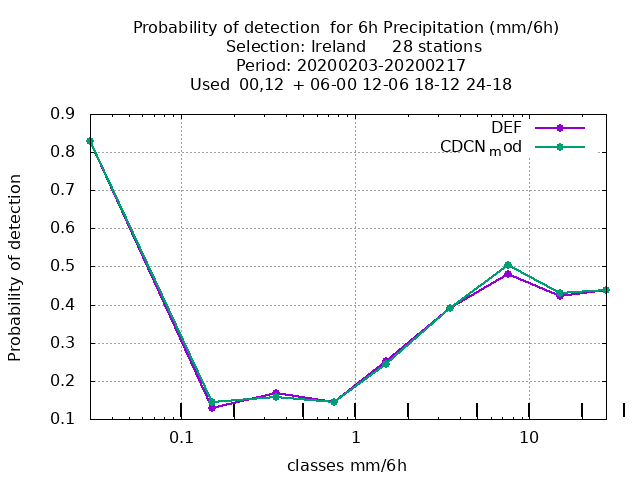 Probability of detection  for 6h Precipitation (mm/6h)
Selection: Ireland     28 stations
Period: 20200203-20200217
Used  00,12  + 06-00 12-06 18-12 24-18
DEF
CDCNmod
0.9
0.8
0.7
0.6
0.5
0.4
0.3
0.2
0.1
Probability of detection
0.1 1 10
classes mm/6h